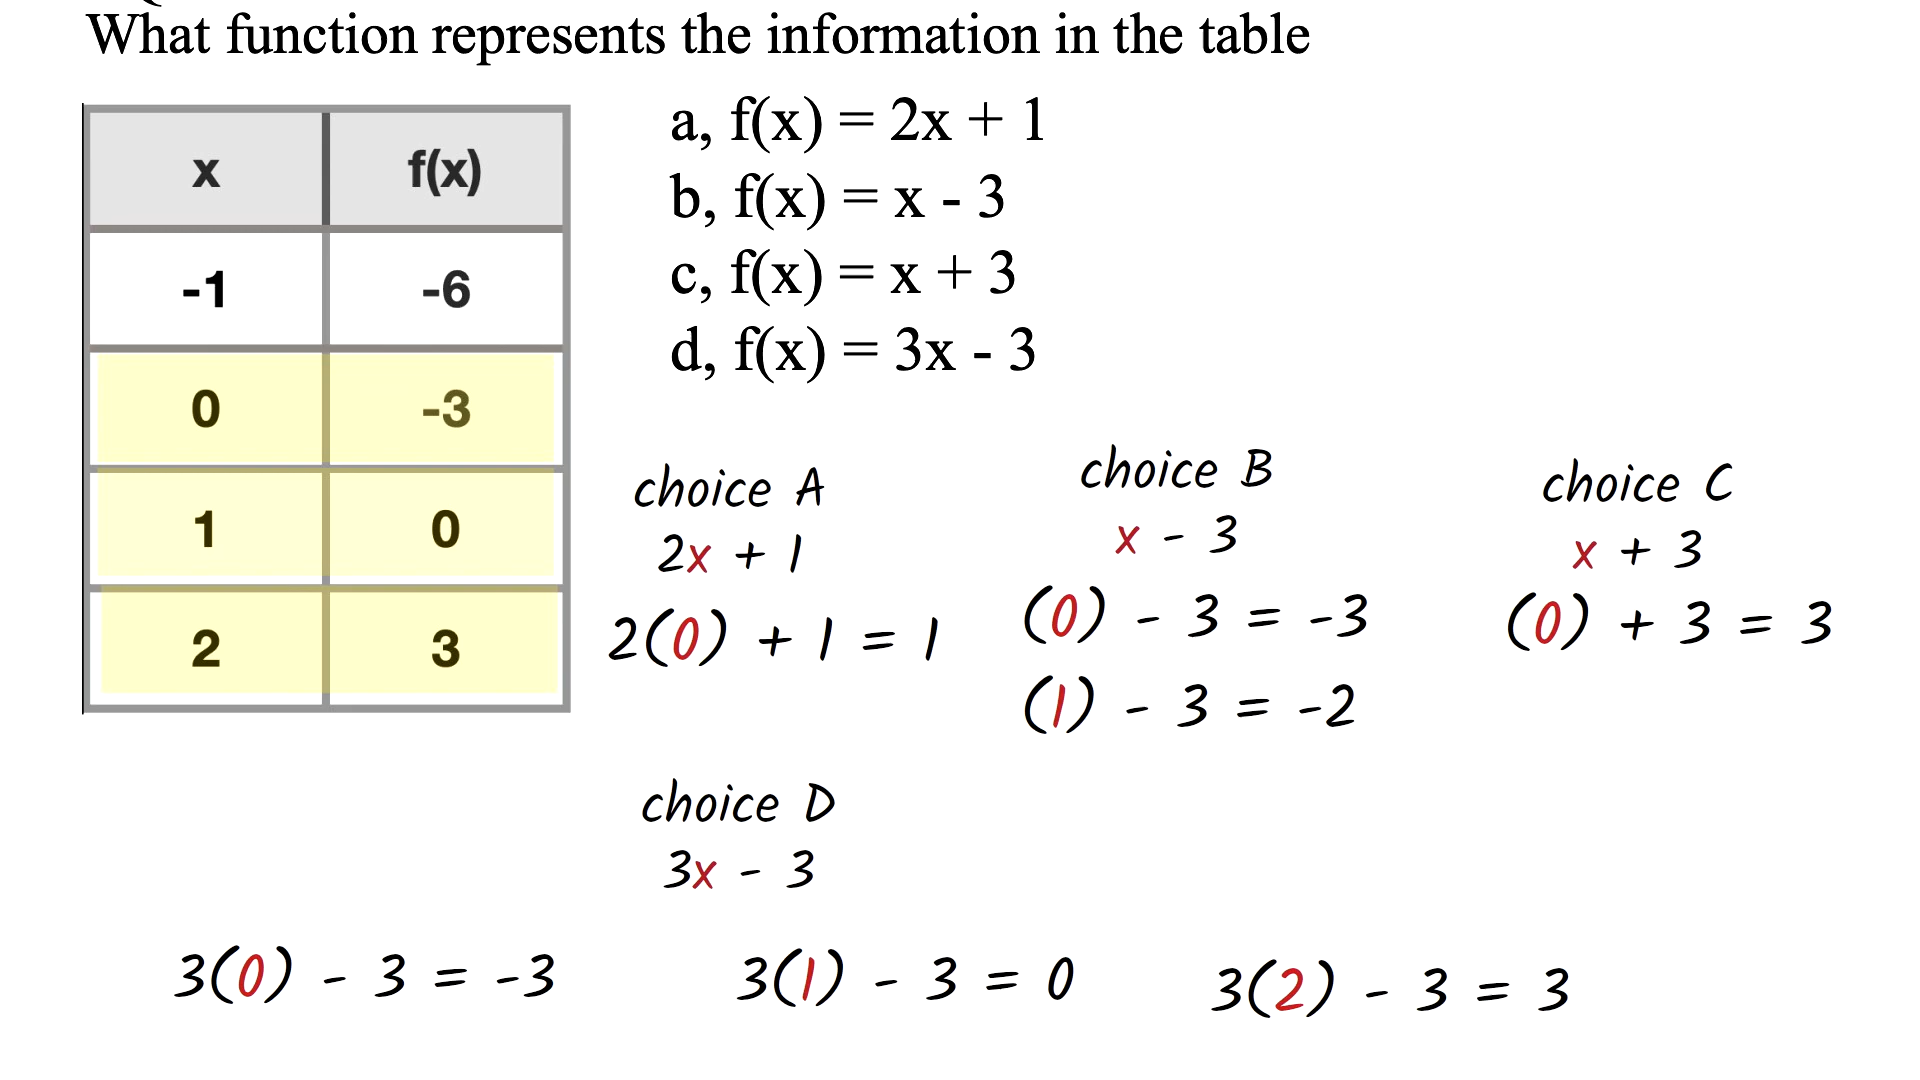 What function represents the information in the table
x f(x)
-1 -6
0 -3
1 0
2 3
a, f(x) = 2x + 1
b, f(x) = x - 3
c, f(x) = x + 3
d, f(x) = 3x - 3
choice A
2x + 1
2(0) + 1 = 1
choice B
x - 3
(0) - 3 = -3
(1) - 3 = -2
choice C
x + 3
(0) + 3 = 3
choice D
3x - 3
3(0) - 3 = -3
3(1) - 3 = 0
3(2) - 3 = 3